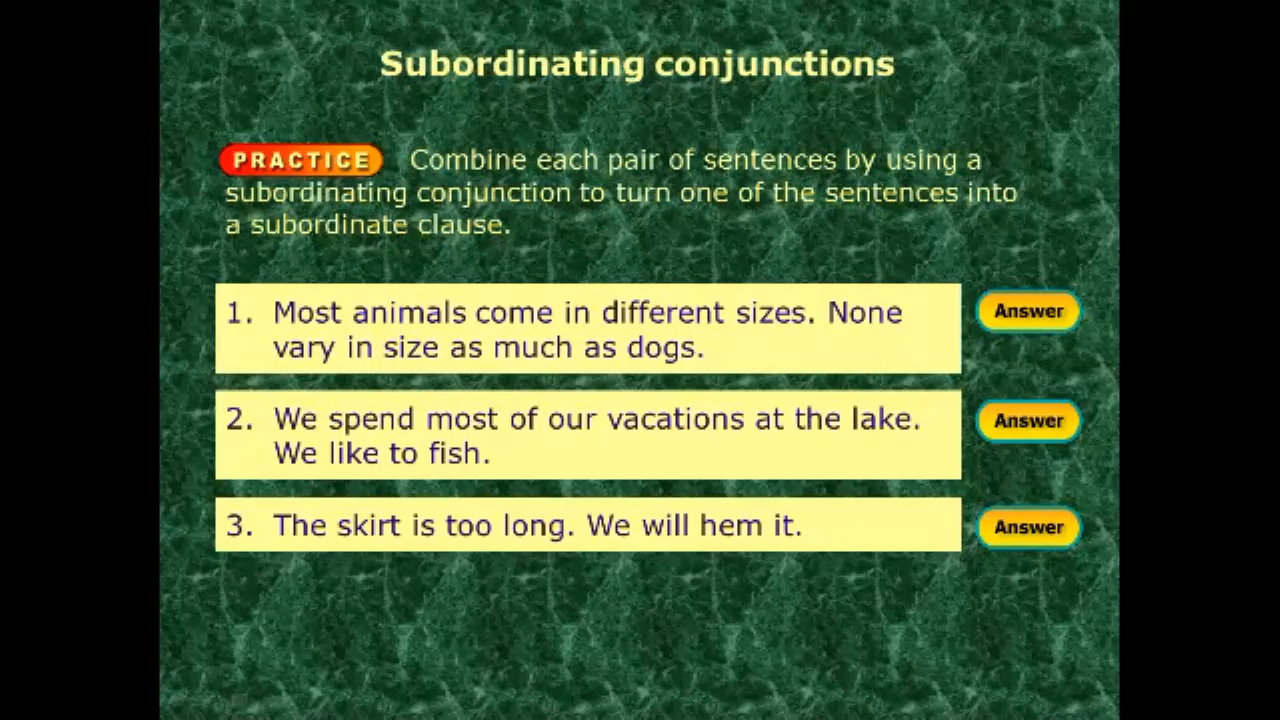 Subordinating conjunctions
PRACTICE Combine each pair of sentences by using a
subordinating conjunction to turn one of the sentences into
a subordinate clause.
1. Most animals come in different sizes. None
vary in size as much as dogs.
Answer
2. We spend most of our vacations at the lake.
We like to fish.
Answer
3. The skirt is too long. We will hem it.
Answer